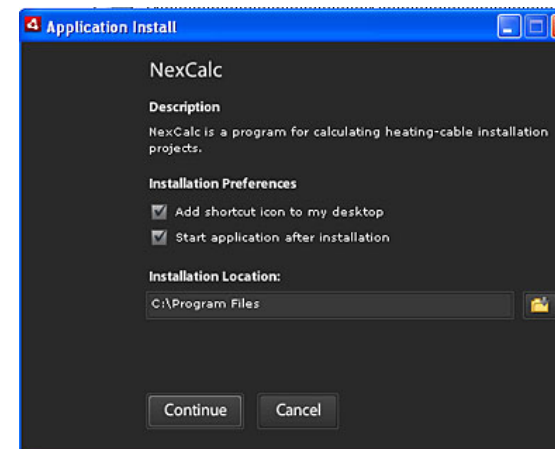 Application Install
NexCalc
Description
NexCalc is a program for calculating heating-cable installation
projects.
Installation Preferences
Add shortcut icon to my desktop
Start application after installation
Installation Location:
C:\Program Files
Continue
Cancel